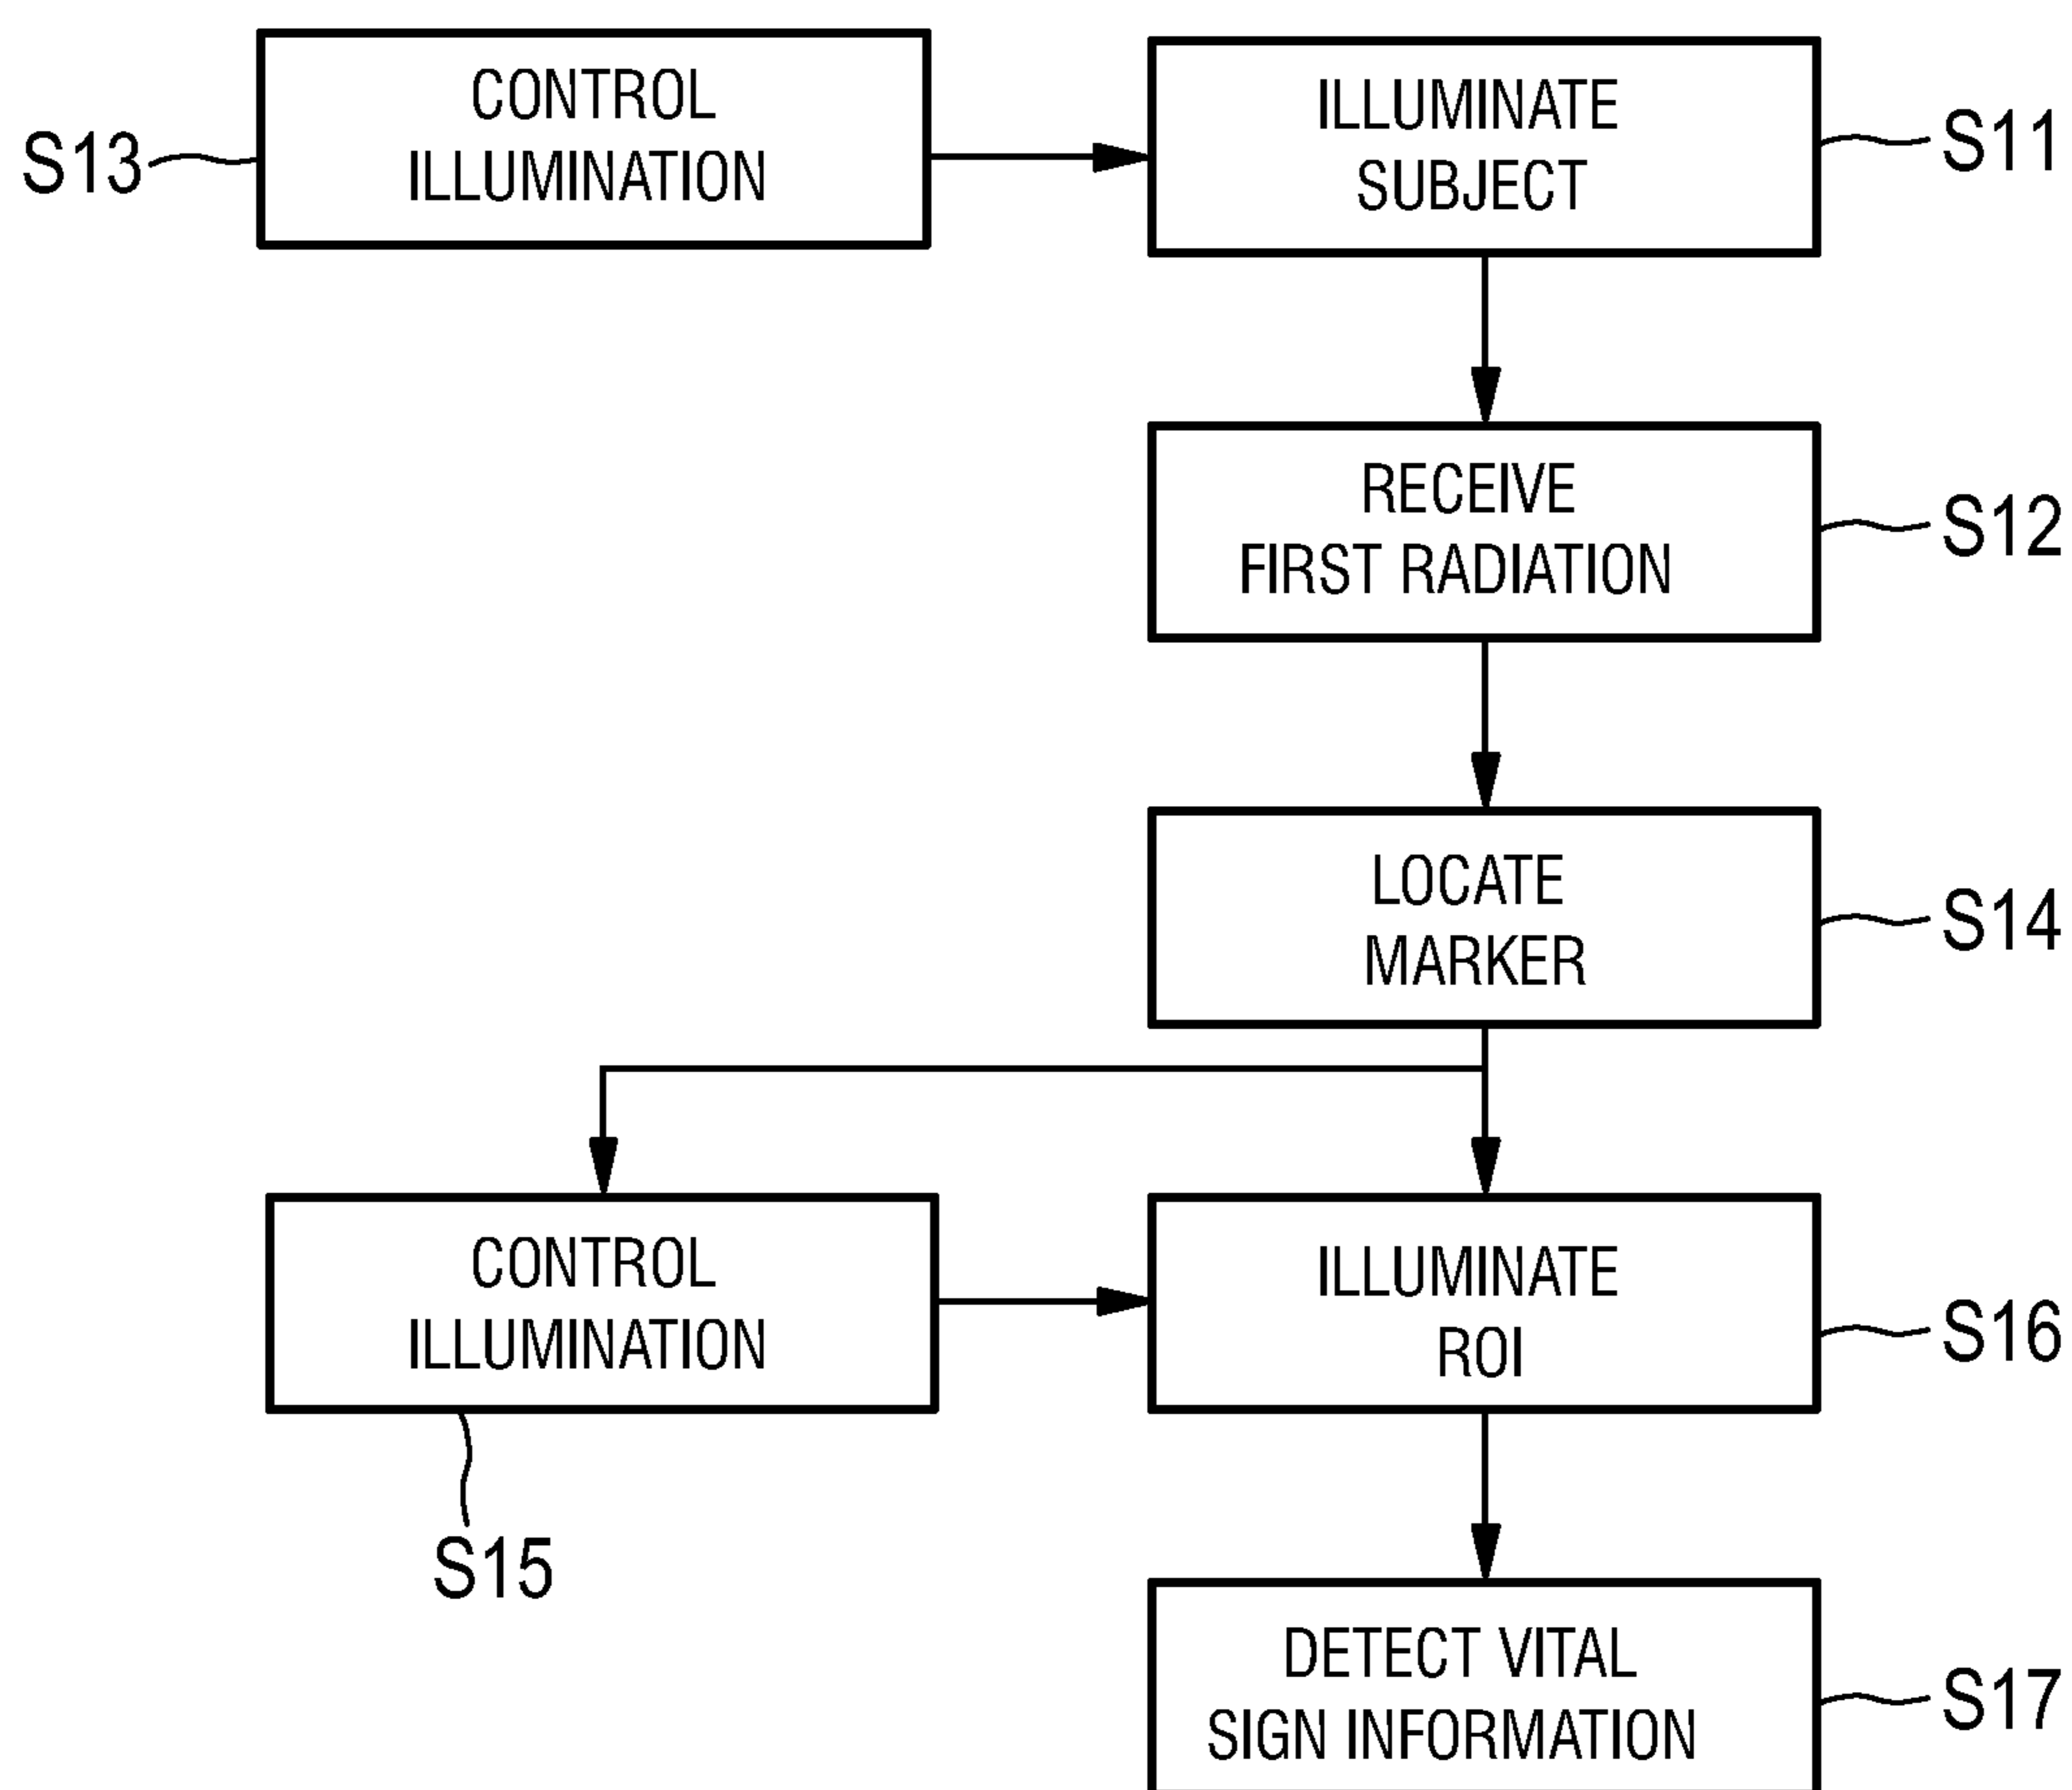 S13
CONTROL
ILLUMINATION
ILLUMINATE
SUBJECT
S11
RECEIVE
FIRST RADIATION
S12
LOCATE
MARKER
S14
CONTROL
ILLUMINATION
S15
ILLUMINATE
ROI
S16
DETECT VITAL
SIGN INFORMATION
S17